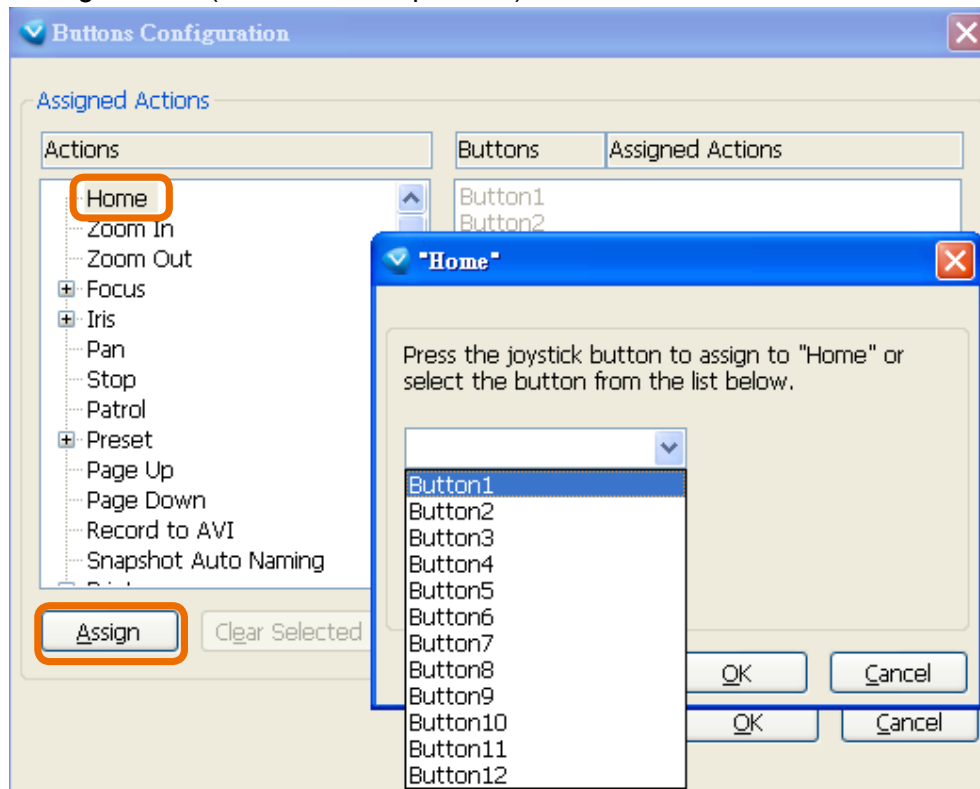 Buttons Configuration
Assigned Actions
Actions
Buttons
Assigned Actions
Home
Zoom In
Zoom Out
Focus
Iris
Pan
Stop
Patrol
Preset
Page Up
Page Down
Record to AVI
Snapshot Auto Naming
Button1
Button2
"Home"
Press the joystick button to assign to "Home" or
select the button from the list below.
Button1
Button2
Button3
Button4
Button5
Button6
Button7
Button8
Button9
Button10
Button11
Button12
Assign
Clear Selected
OK
Cancel
OK
Cancel